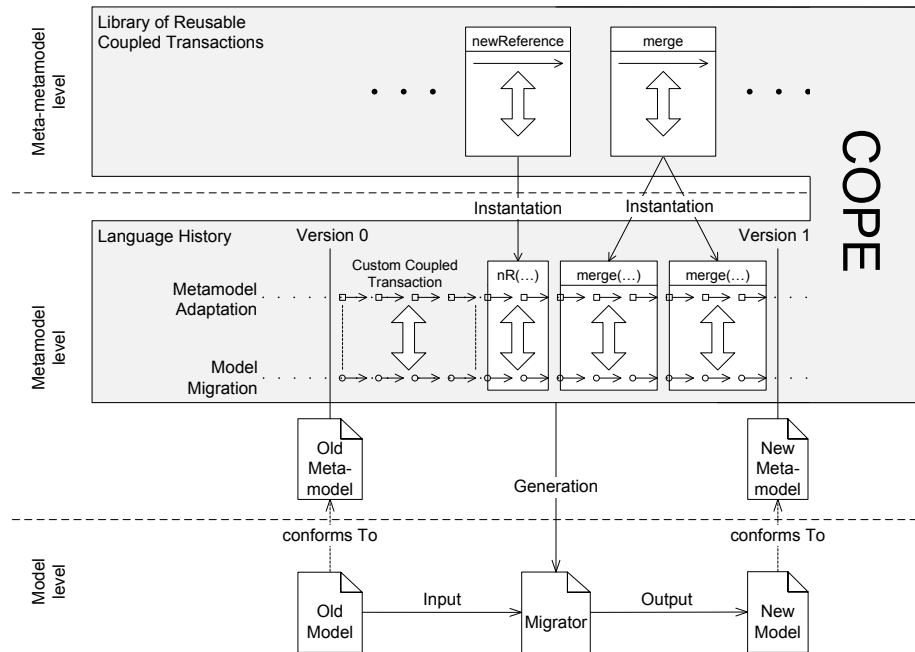 Meta-metamodel
level
Library of Reusable
Coupled Transactions
newReference
merge
COPE
Instantation
Instantation
Metamodel
level
Language History
Version 0
Version 1
Custom Coupled
Transaction
nR(…)
merge(…)
merge(…)
Metamodel
Adaptation
Model
Migration
Old
Meta-
model
Generation
New
Meta-
model
Model
level
conforms To
conforms To
Old
Model
Input
Migrator
Output
New
Model